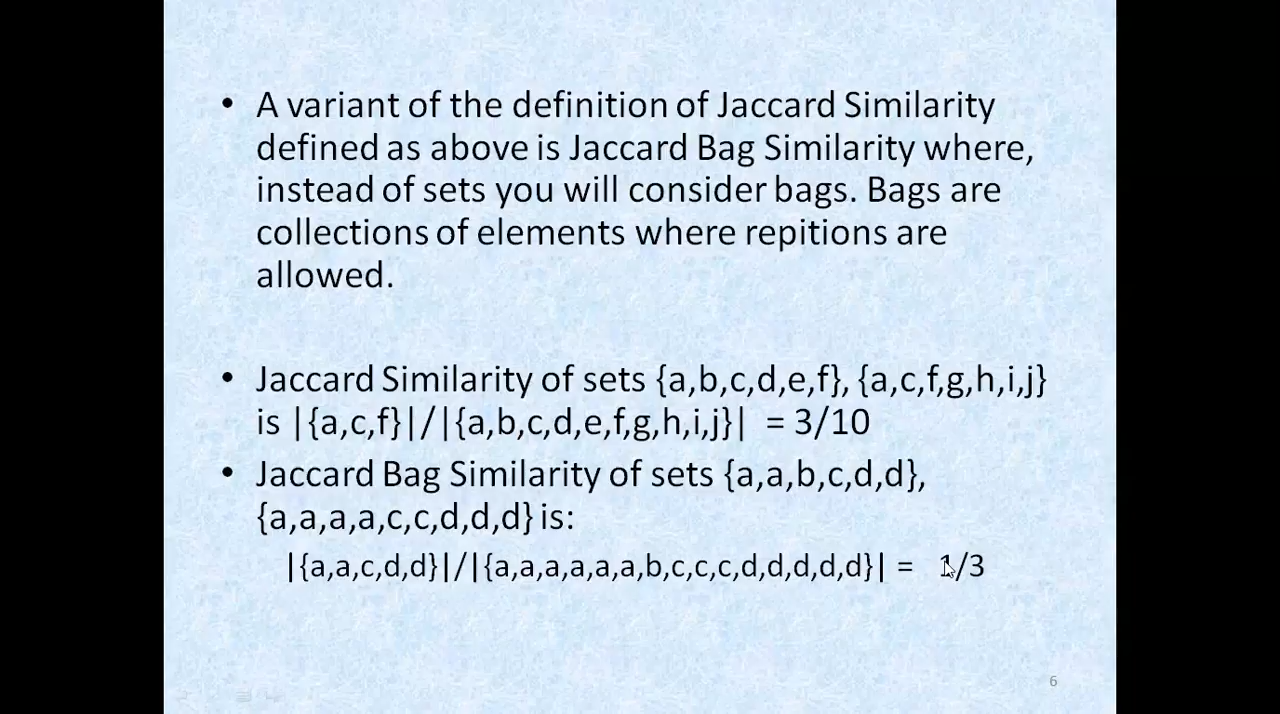 • A variant of the definition of Jaccard Similarity
defined as above is Jaccard Bag Similarity where,
instead of sets you will consider bags. Bags are
collections of elements where repitions are
allowed.
• Jaccard Similarity of sets {a,b,c,d,e,f}, {a,c,f,g,h,i,j}
is |{a,c,f}|/|{a,b,c,d,e,f,g,h,i,j}| = 3/10
• Jaccard Bag Similarity of sets {a,a,b,c,d,d},
{a,a,a,a,c,c,d,d,d} is:
|{a,a,c,d,d}|/|{a,a,a,a,a,a,b,c,c,c,d,d,d,d,d}| = 1/3
6